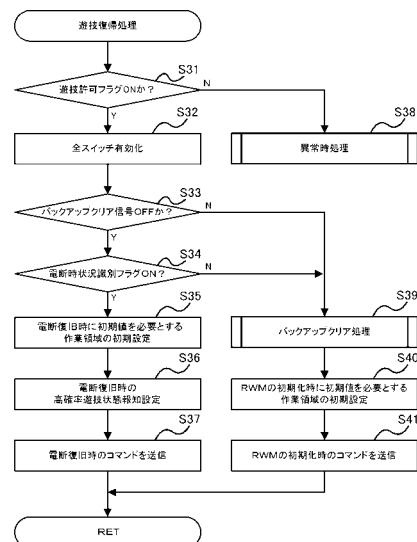 遊技復帰処理
S31
遊技許可フラグONか？
N
Y
S32
全スイッチ有効化
S38
異常時処理
S33
バックアップクリア信号OFFか？
N
Y
S34
電断時状況識別フラグON？
N
Y
S35
電断復旧時に初期値を必要とする
作業領域の初期設定
S39
バックアップクリア処理
S36
電断復旧時の
高確率遊技状態報知設定
S40
RWMの初期化時に初期値を必要とする
作業領域の初期設定
S37
電断復旧時のコマンドを送信
S41
RWMの初期化時のコマンドを送信
RET